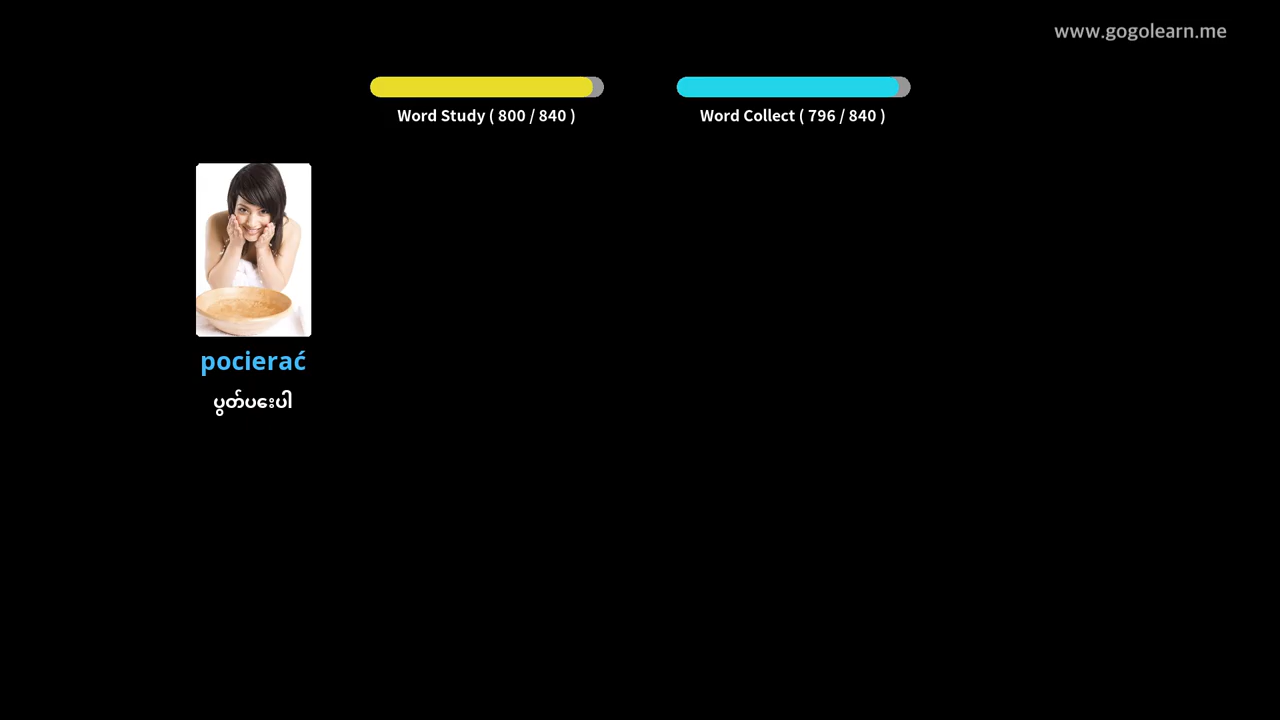 www.gogolearn.me
Word Study ( 800 / 840 )
Word Collect ( 796 / 840 )
pocierać
ပွတ်ပေးပါ